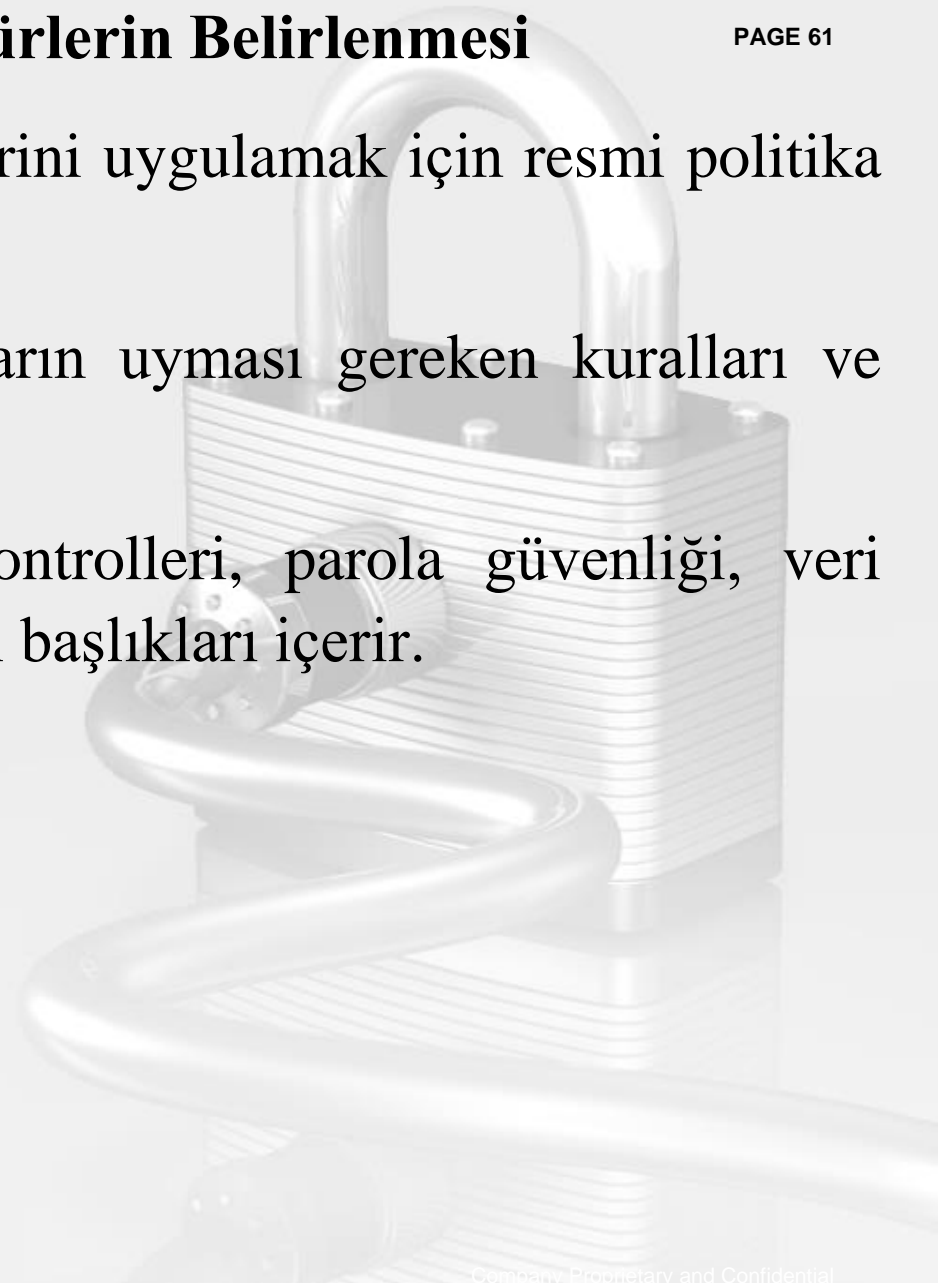 ürlerin Belirlenmesi
PAGE 61
rini uygulamak için resmi politika
arın uyması gereken kuralları ve
ontrolleri, parola güvenliği, veri
başlıkları içerir.
Company Proprietary and Confidential